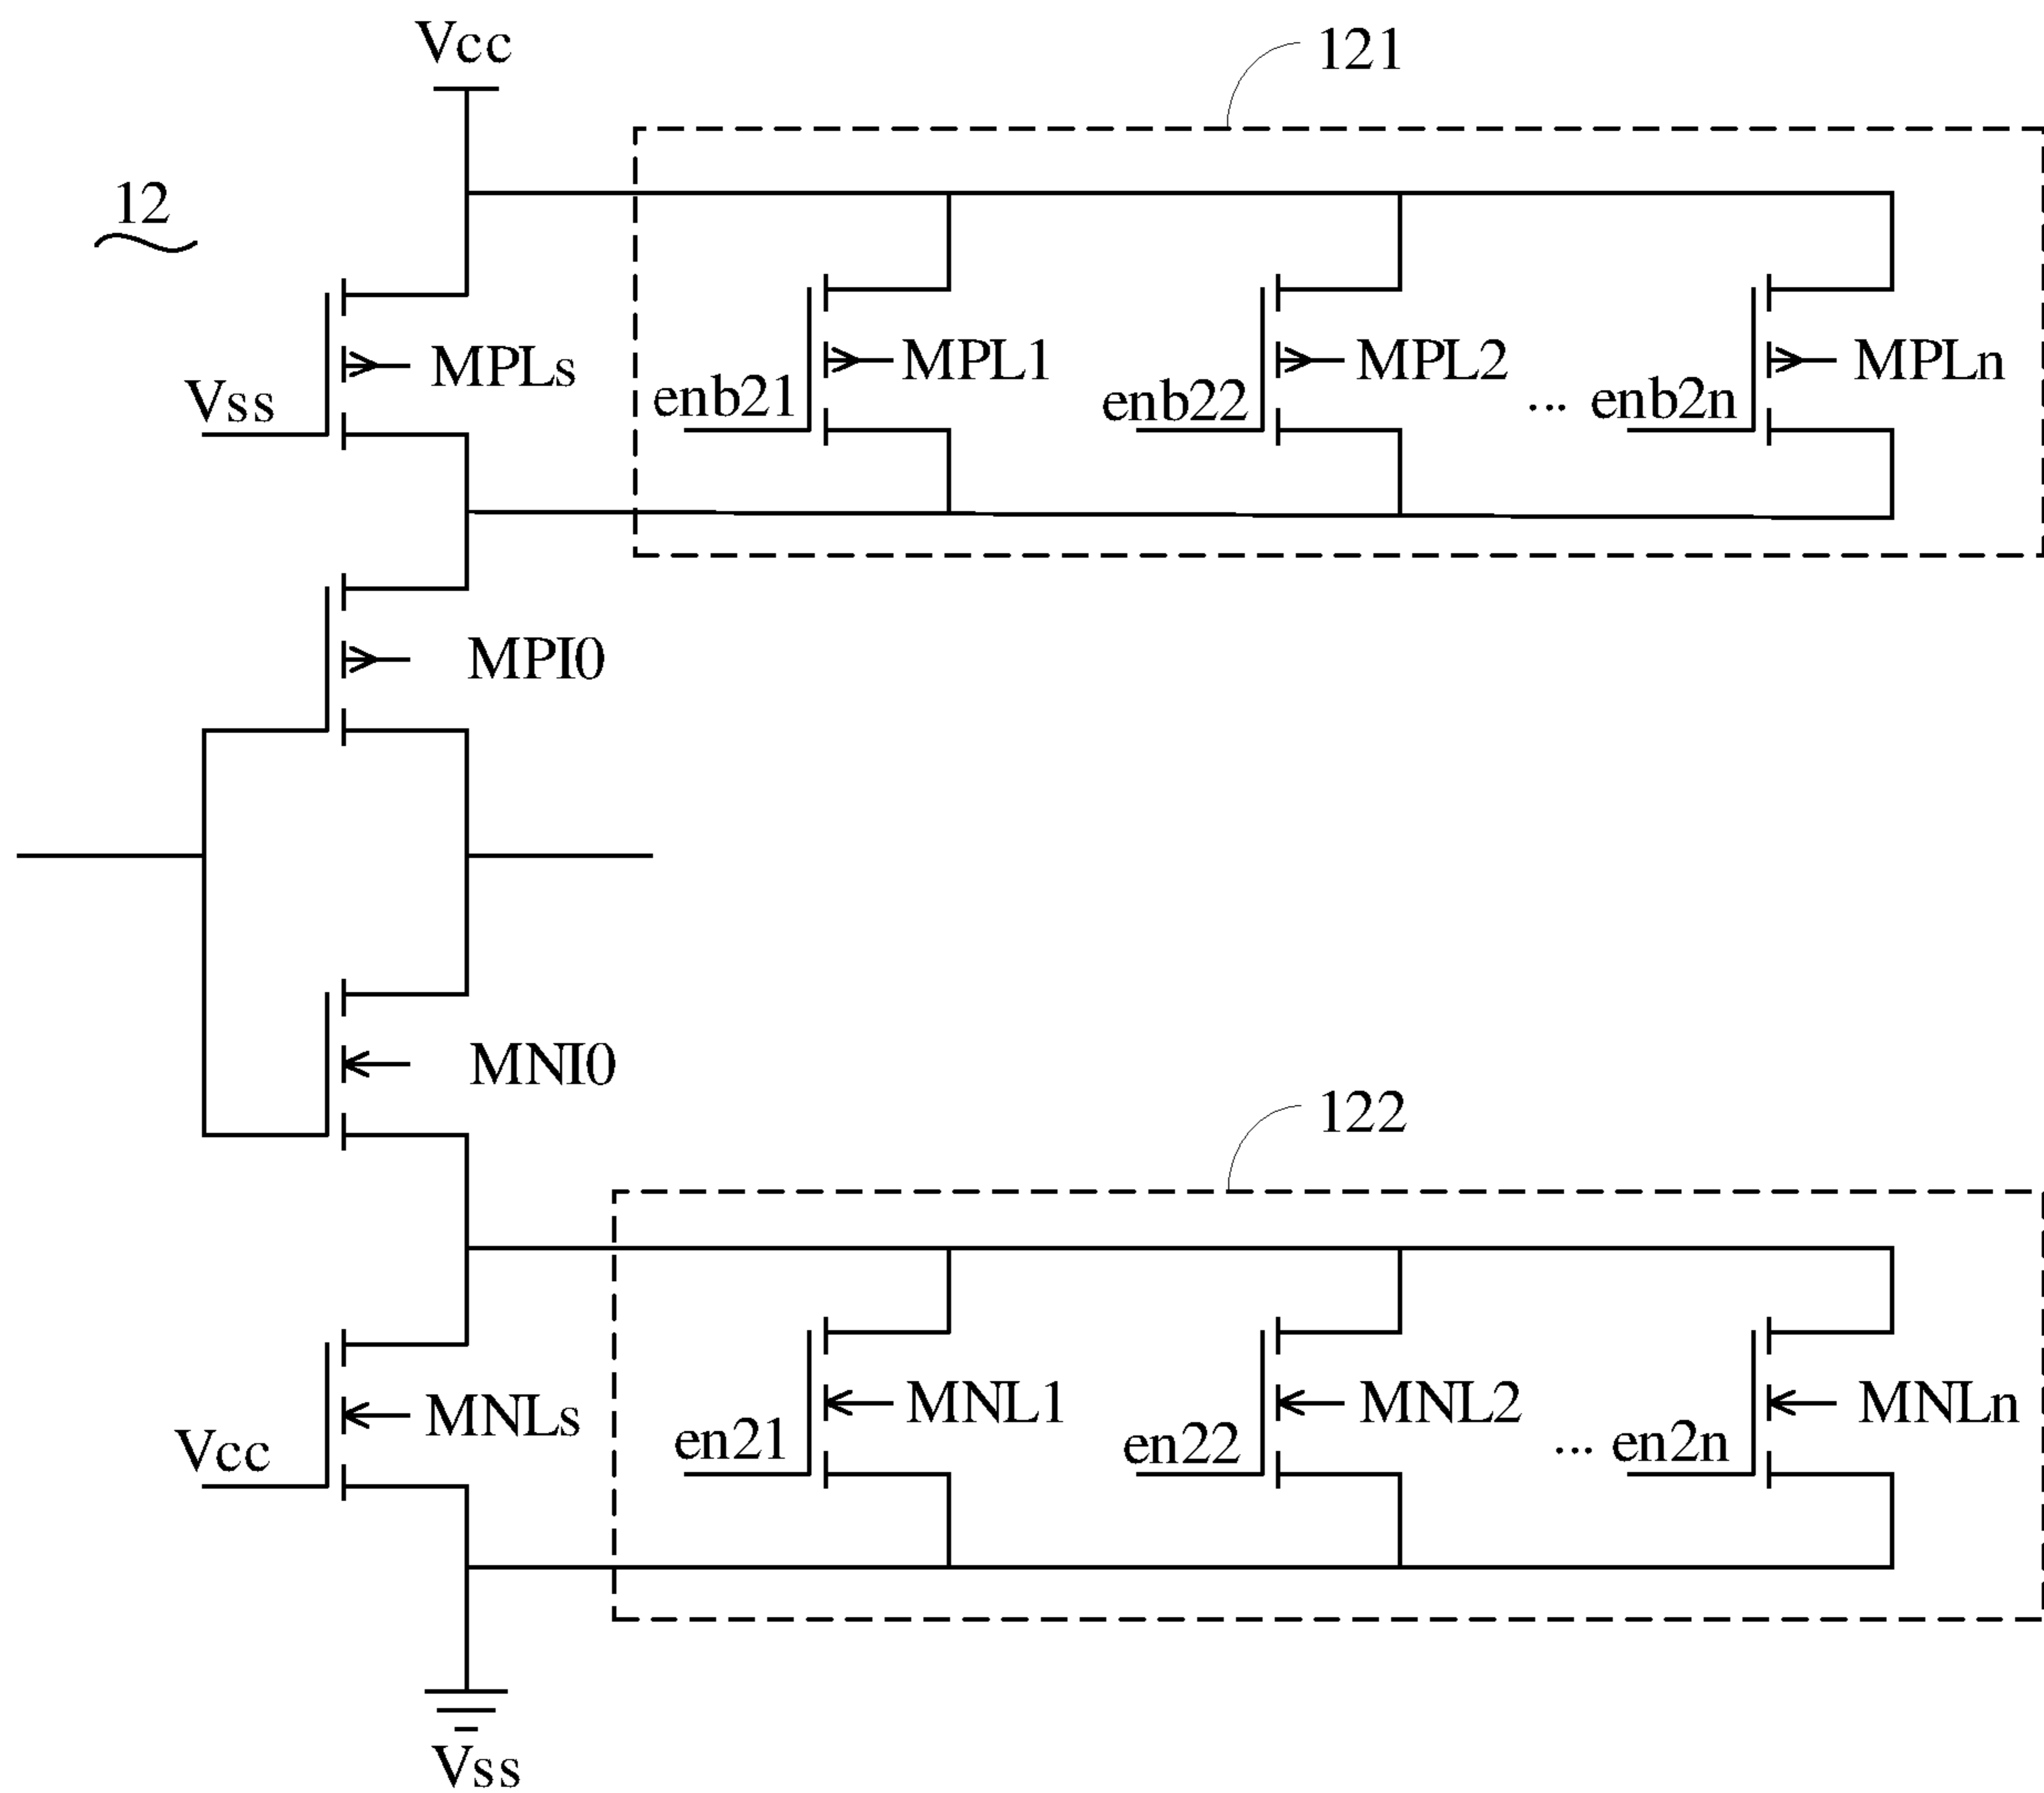 Vcc
121
12
MPLs
MPL1
MPL2
MPLn
Vss
enb21
enb22
... enb2n
MPI0
MNI0
122
MNLs
MNL1
MNL2
MNLn
Vcc
en21
en22
... en2n
Vss